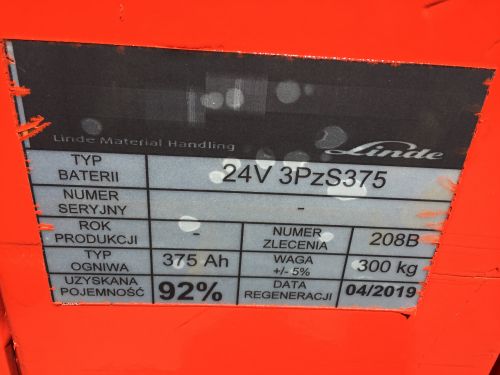 Linde Material Handling
Linde
TYP
BATERII
24V 3PzS375
NUMER
SERYJNY
-
ROK
PRODUKCJI
-
NUMER
ZLECENIA
208B
TYP
OGNIWA
375 Ah
WAGA
+/- 5%
300 kg
UZYSKANA
POJEMNOŚĆ
92%
DATA
REGENERACJI
04/2019